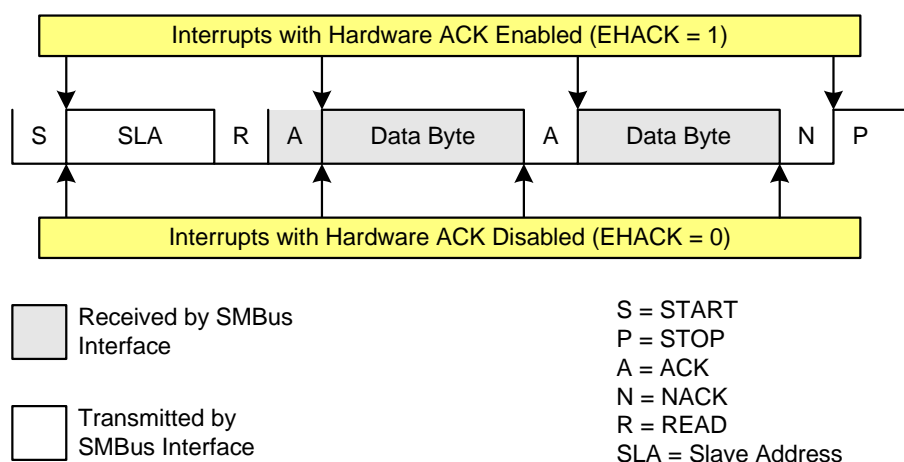 Interrupts with Hardware ACK Enabled (EHACK = 1)
S SLA R A Data Byte A Data Byte N P
Interrupts with Hardware ACK Disabled (EHACK = 0)
Received by SMBus
Interface
Transmitted by
SMBus Interface
S = START
P = STOP
A = ACK
N = NACK
R = READ
SLA = Slave Address